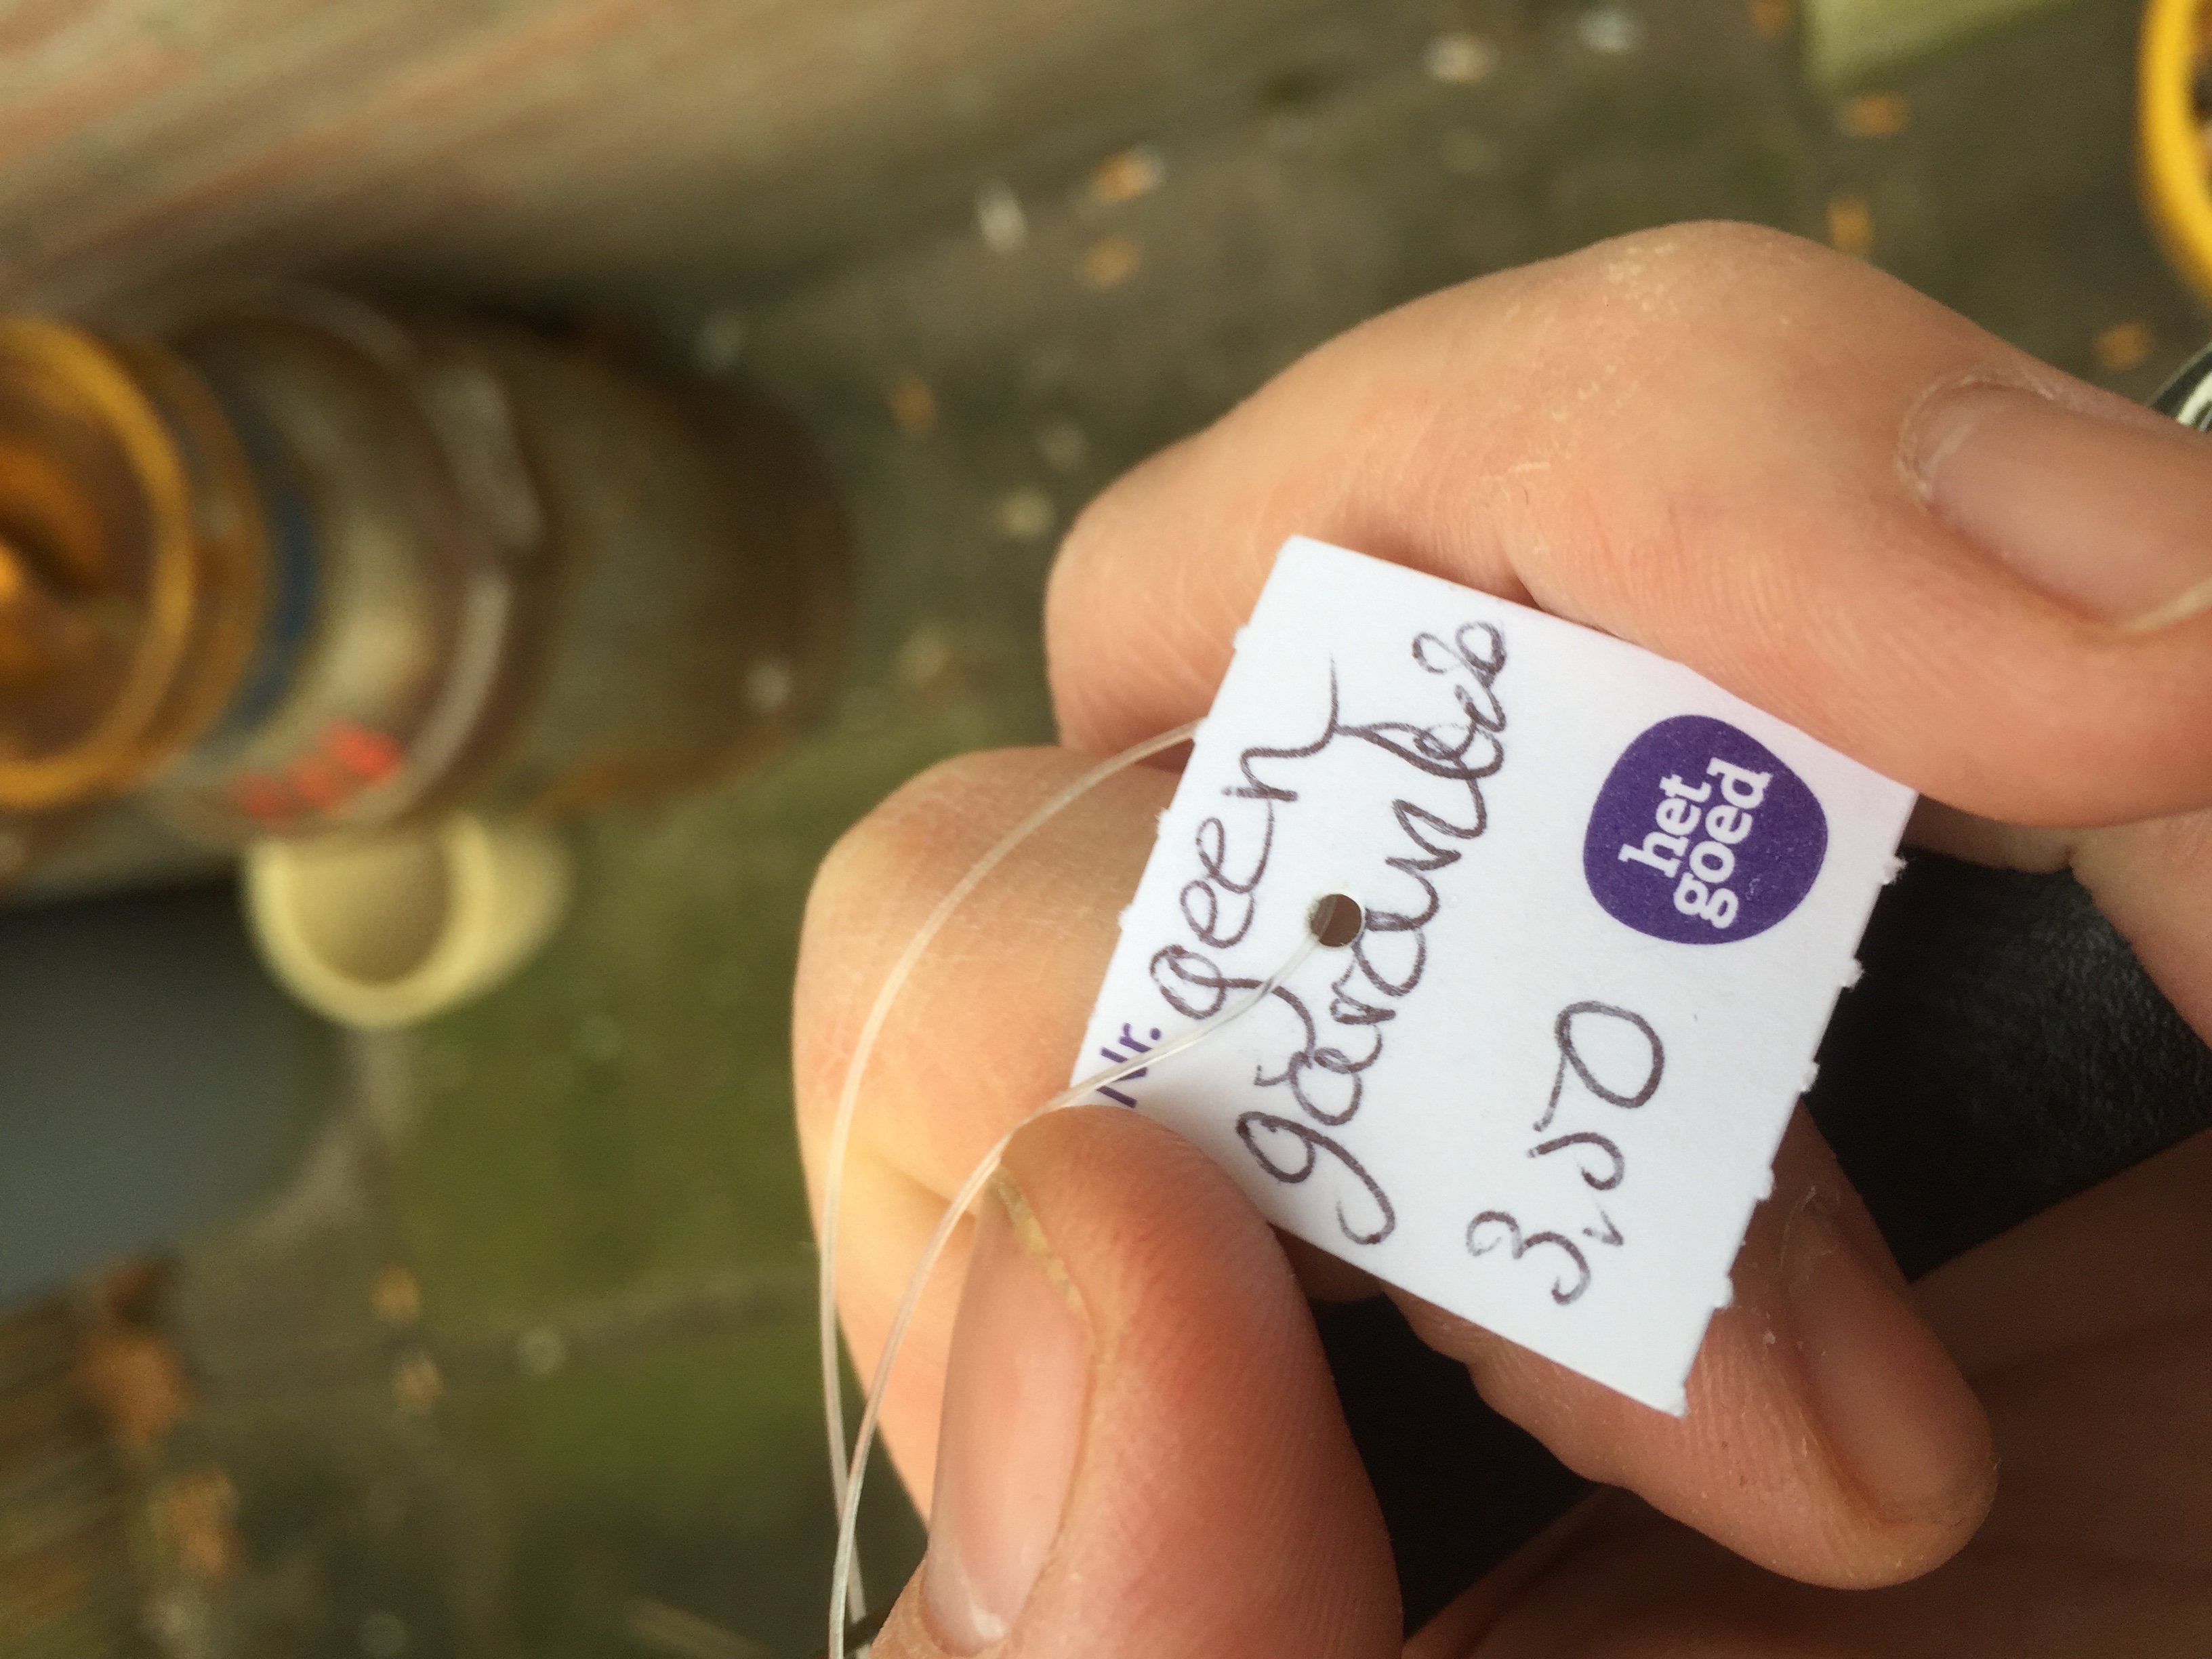 Nr. geen
garantie
3,50
het
goed